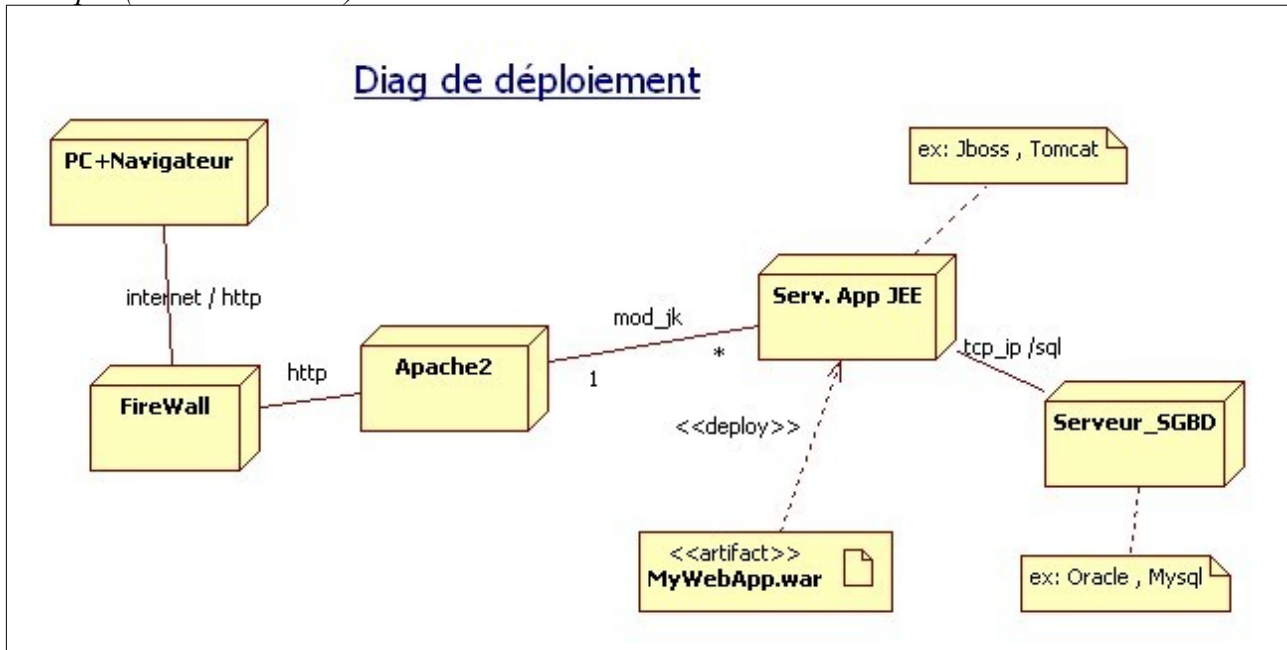 Diag de déploiement
PC+Navigateur
ex: Jboss , Tomcat
internet / http
Serv. App JEE
mod_jk
*
1
tcp_ip /sql
http
Apache2
FireWall
<<deploy>>
Serveur_SGBD
<<artifact>>
MyWebApp.war
ex: Oracle , Mysql